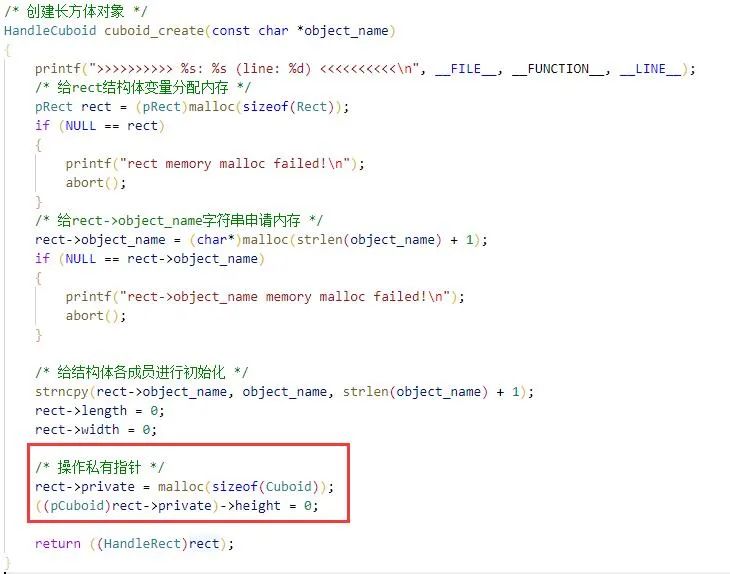 /* 创建长方体对象 */
HandleCuboid cuboid_create(const char *object_name)
{
    printf(">>>>>>>>>> %s: %s (line: %d) <<<<<<<<<<\n", __FILE__, __FUNCTION__, __LINE__);
    /* 给rect结构体变量分配内存 */
    pRect rect = (pRect)malloc(sizeof(Rect));
    if (NULL == rect)
    {
        printf("rect memory malloc failed!\n");
        abort();
    }
    /* 给rect->object_name字符串申请内存 */
    rect->object_name = (char*)malloc(strlen(object_name) + 1);
    if (NULL == rect->object_name)
    {
        printf("rect->object_name memory malloc failed!\n");
        abort();
    }
    /* 给结构体各成员进行初始化 */
    strncpy(rect->object_name, object_name, strlen(object_name) + 1);
    rect->length = 0;
    rect->width = 0;
    /* 操作私有指针 */
    rect->private = malloc(sizeof(Cuboid));
    ((pCuboid)rect->private)->height = 0;
    return ((HandleRect)rect);
}